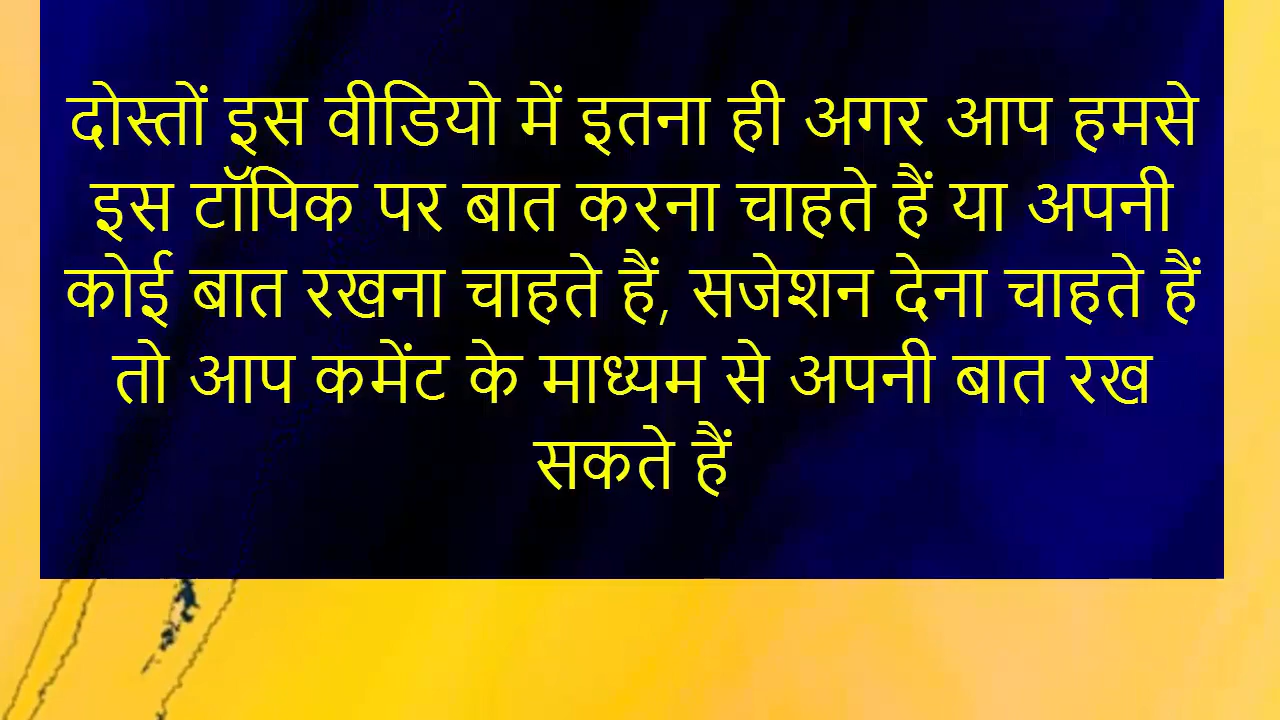 दोस्तों इस वीडियो में इतना ही अगर आप हमसे
इस टॉपिक पर बात करना चाहते हैं या अपनी
कोई बात रखना चाहते हैं, सजेशन देना चाहते हैं
तो आप कमेंट के माध्यम से अपनी बात रख
सकते हैं